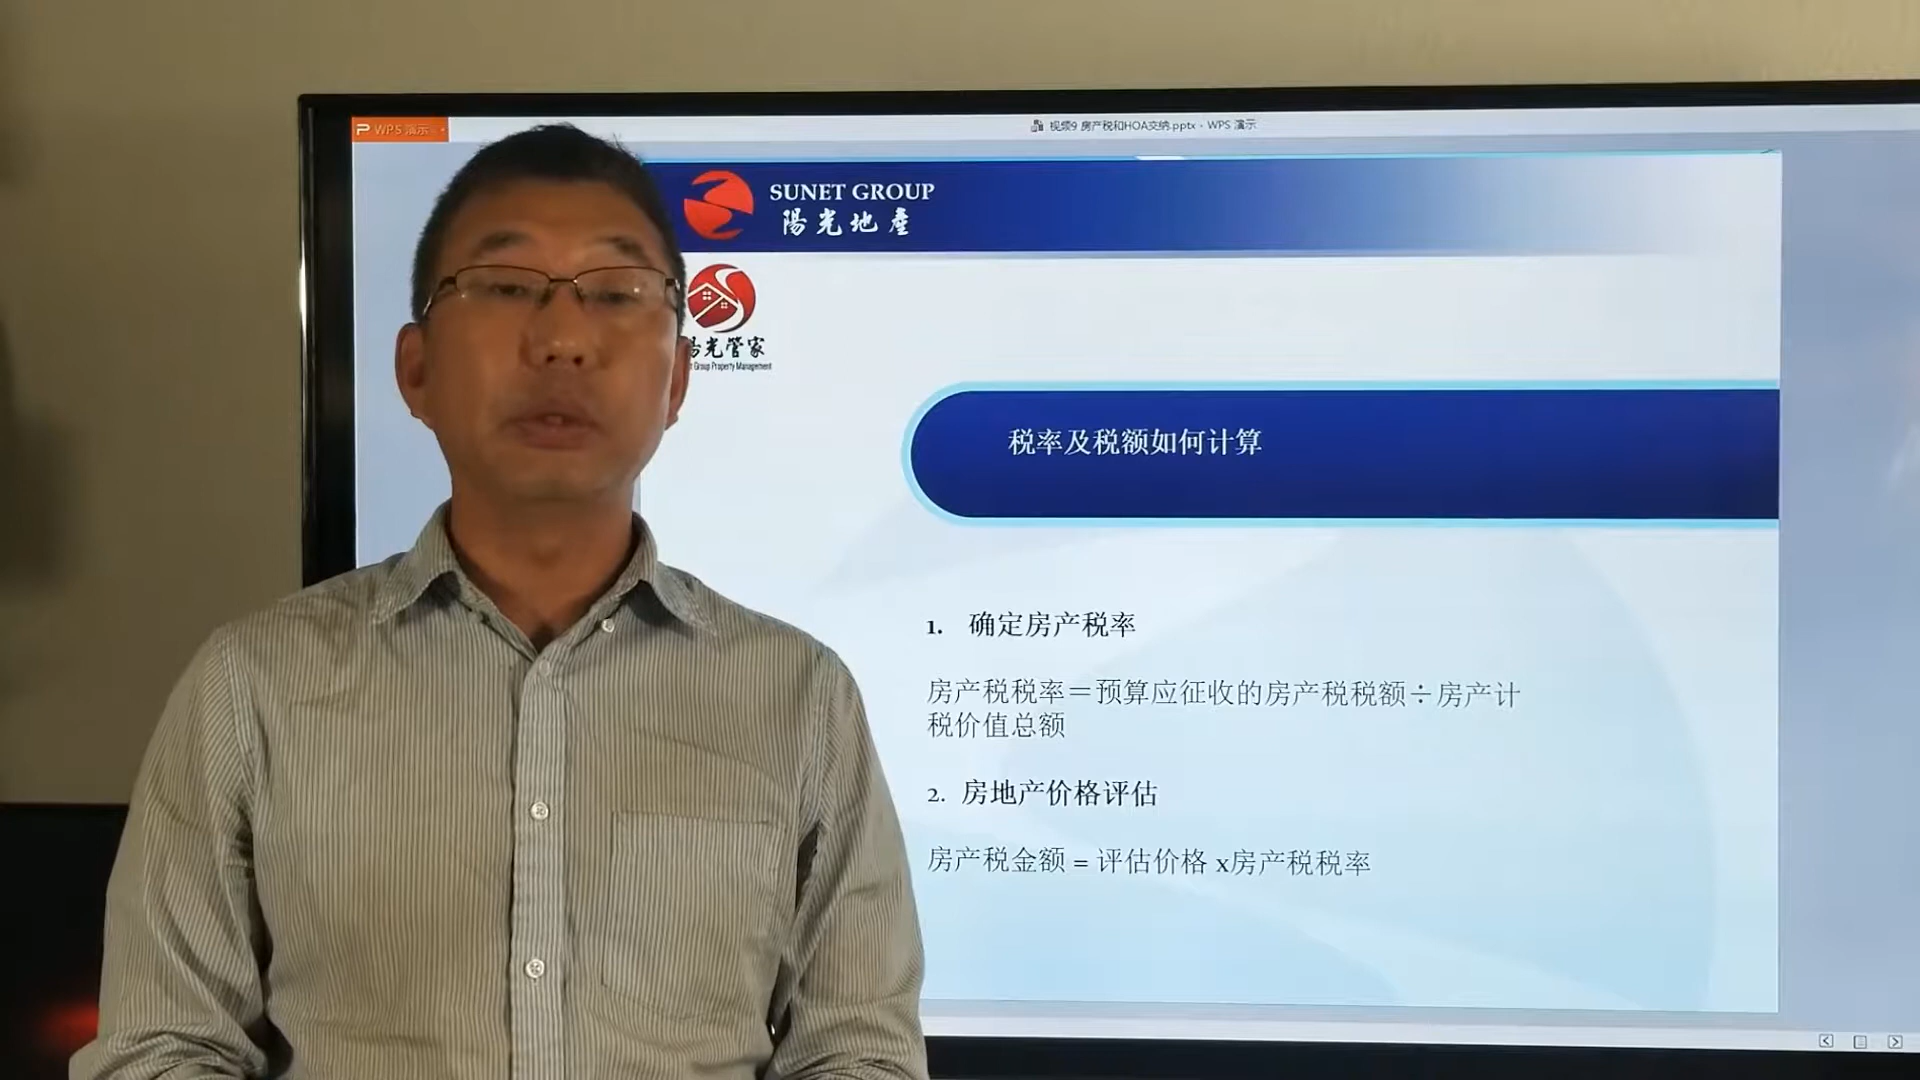 WPS 演示
视频9 房产税和HOA交纳.pptx - WPS 演示
SUNET GROUP
陽光地產
陽光管家
Group Property Management
税率及税额如何计算
1. 确定房产税率
房产税税率＝预算应征收的房产税税额÷房产计
税价值总额
2. 房地产价格评估
房产税金额 = 评估价格 x房产税税率